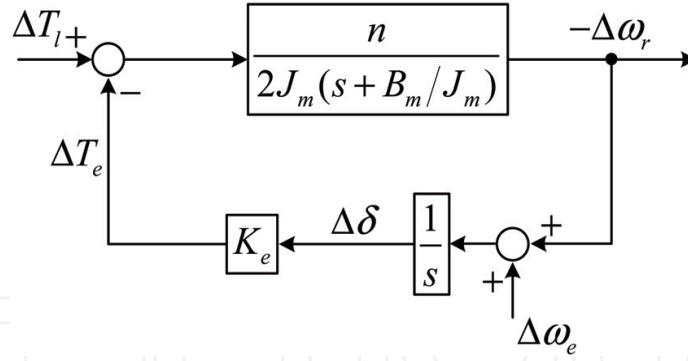 ΔT_l + n −Δω_r
2J_m(s + B_m/J_m)
−
ΔT_e
K_e Δδ 1/s +
+
Δω_e